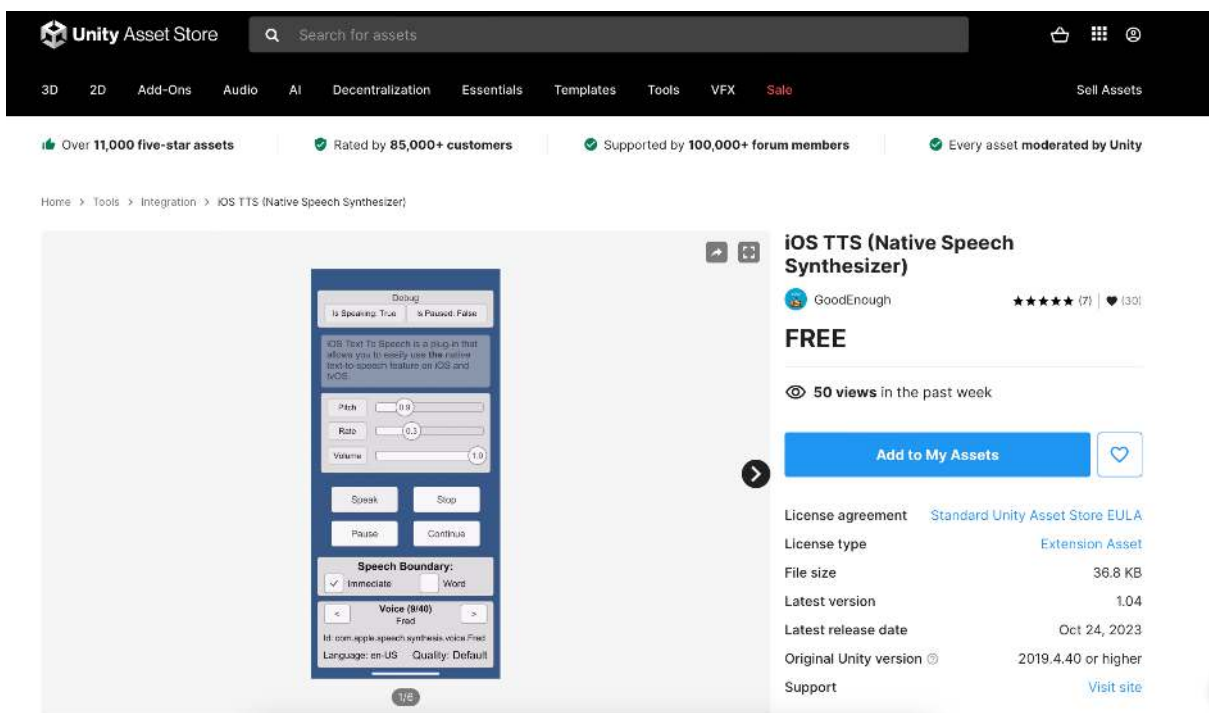 Unity Asset Store
Search for assets
3D 2D Add-Ons Audio AI Decentralization Essentials Templates Tools VFX Sale Sell Assets
Over 11,000 five-star assets Rated by 85,000+ customers Supported by 100,000+ forum members Every asset moderated by Unity
Home > Tools > Integration > iOS TTS (Native Speech Synthesizer)
Debug
Is Speaking: True Is Paused: False
iOS Text To Speech is a plug-in that
allows you to easily use the native
text-to-speech feature on iOS and
tvOS.
Pitch 0.9
Rate 0.3
Volume 1.0
Speak Stop
Pause Continue
Speech Boundary:
Immediate Word
< Voice (9/40) >
Fred
Id: com.apple.speech.synthesis.voice.Fred
Language: en-US Quality: Default
1/6
iOS TTS (Native Speech
Synthesizer)
GoodEnough ★★★★★ (7) | (30)
FREE
50 views in the past week
Add to My Assets
License agreement Standard Unity Asset Store EULA
License type Extension Asset
File size 36.8 KB
Latest version 1.04
Latest release date Oct 24, 2023
Original Unity version 2019.4.40 or higher
Support Visit site